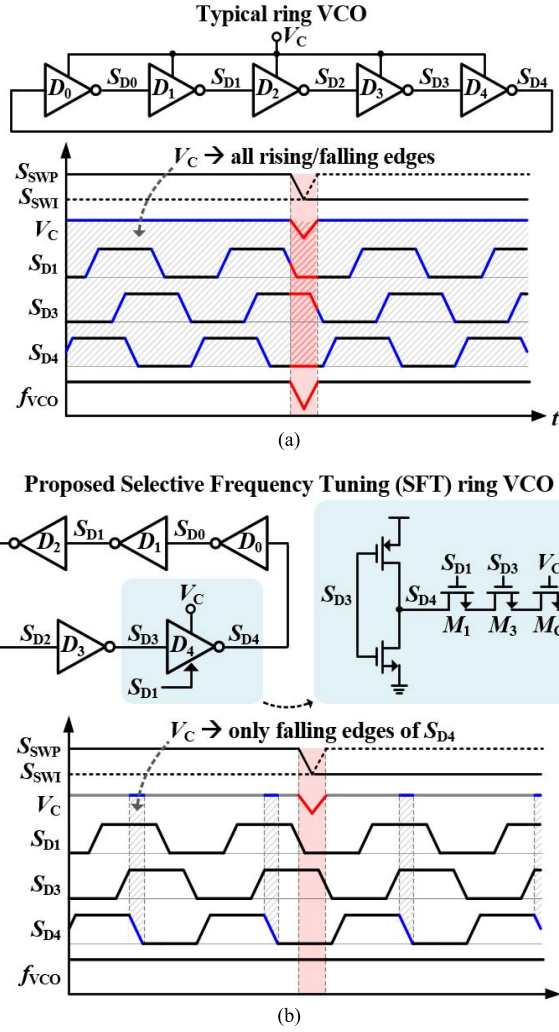 Typical ring VCO
V_C
D_0 S_D0 D_1 S_D1 D_2 S_D2 D_3 S_D3 D_4 S_D4
V_C → all rising/falling edges
S_SWP
S_SWI
V_C
S_D1
S_D3
S_D4
f_VCO
t
(a)
Proposed Selective Frequency Tuning (SFT) ring VCO
D_2 S_D1 D_1 S_D0 D_0
S_D1 S_D3 V_C
V_C
S_D3 S_D4
S_D2 D_3 S_D3 D_4 S_D4
M_1 M_3
S_D1
V_C → only falling edges of S_D4
S_SWP
S_SWI
V_C
S_D1
S_D3
S_D4
f_VCO
(b)